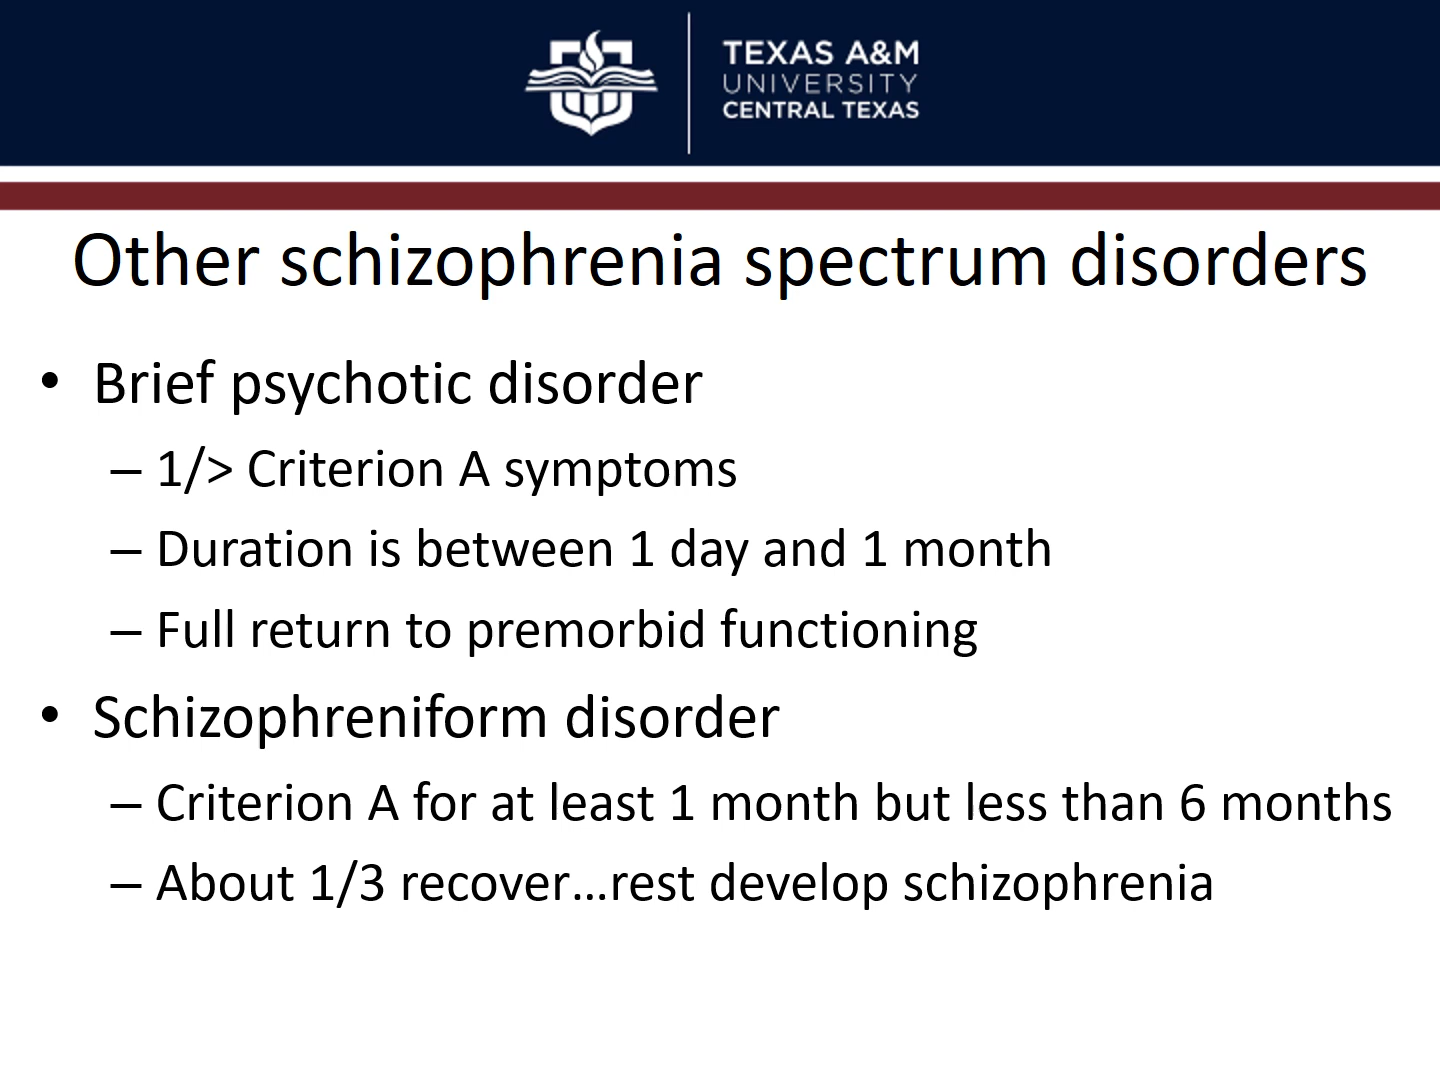 TEXAS A&M
UNIVERSITY
CENTRAL TEXAS
Other schizophrenia spectrum disorders
• Brief psychotic disorder
– 1/> Criterion A symptoms
– Duration is between 1 day and 1 month
– Full return to premorbid functioning
• Schizophreniform disorder
– Criterion A for at least 1 month but less than 6 months
– About 1/3 recover…rest develop schizophrenia